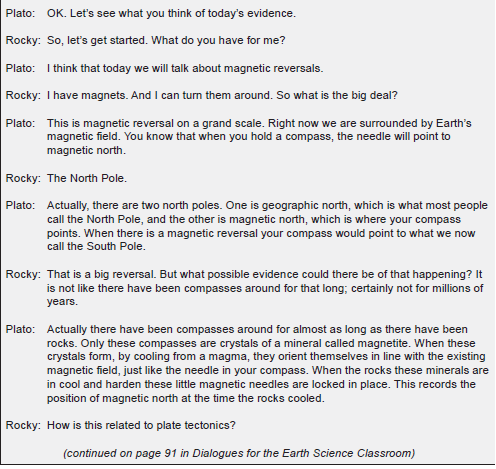 Plato: OK. Let's see what you think of today's evidence.
Rocky: So, let's get started. What do you have for me?
Plato: I think that today we will talk about magnetic reversals.
Rocky: I have magnets. And I can turn them around. So what is the big deal?
Plato: This is magnetic reversal on a grand scale. Right now we are surrounded by Earth's
magnetic field. You know that when you hold a compass, the needle will point to
magnetic north.
Rocky: The North Pole.
Plato: Actually, there are two north poles. One is geographic north, which is what most people
call the North Pole, and the other is magnetic north, which is where your compass
points. When there is a magnetic reversal your compass would point to what we now
call the South Pole.
Rocky: That is a big reversal. But what possible evidence could there be of that happening? It
is not like there have been compasses around for that long; certainly not for millions of
years.
Plato: Actually there have been compasses around for almost as long as there have been
rocks. Only these compasses are crystals of a mineral called magnetite. When these
crystals form, by cooling from a magma, they orient themselves in line with the existing
magnetic field, just like the needle in your compass. When the rocks these minerals are
in cool and harden these little magnetic needles are locked in place. This records the
position of magnetic north at the time the rocks cooled.
Rocky: How is this related to plate tectonics?
(continued on page 91 in Dialogues for the Earth Science Classroom)